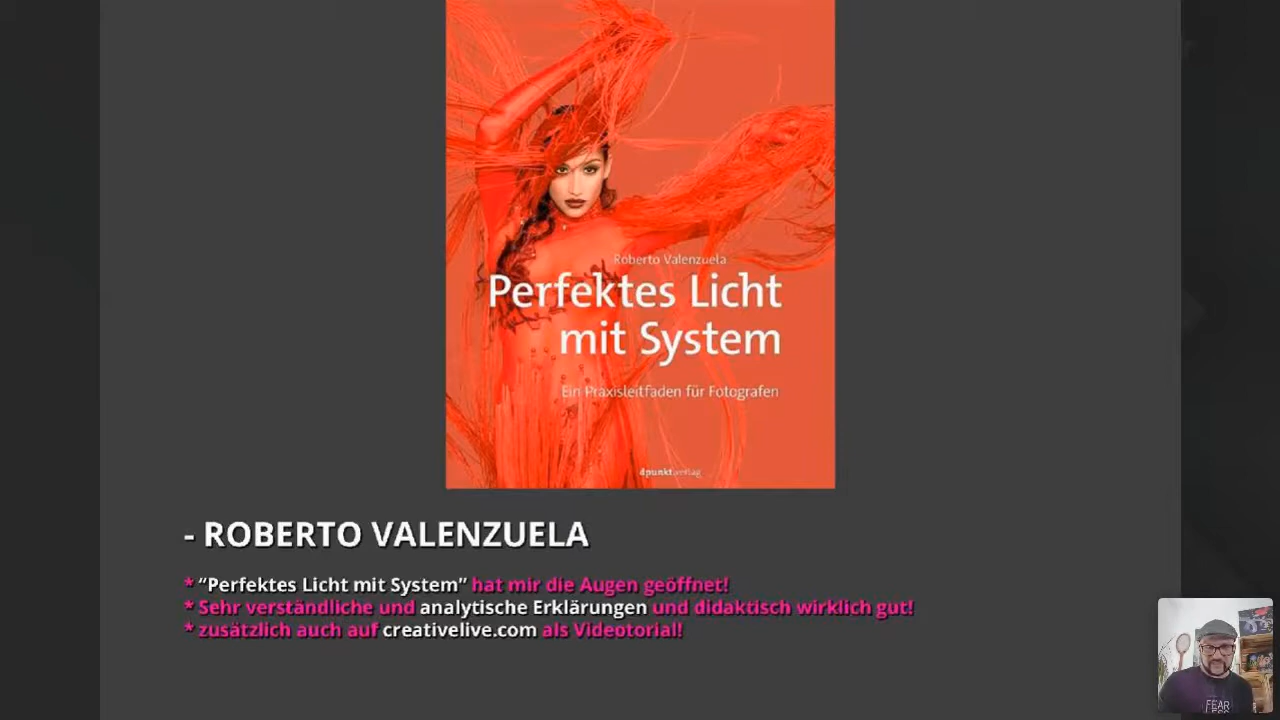 Roberto Valenzuela
Perfektes Licht
mit System
Ein Praxisleitfaden für Fotografen
dpunkt.verlag
- ROBERTO VALENZUELA
* “Perfektes Licht mit System” hat mir die Augen geöffnet!
* Sehr verständliche und analytische Erklärungen und didaktisch wirklich gut!
* zusätzlich auch auf creativelive.com als Videotorial!
FEAR